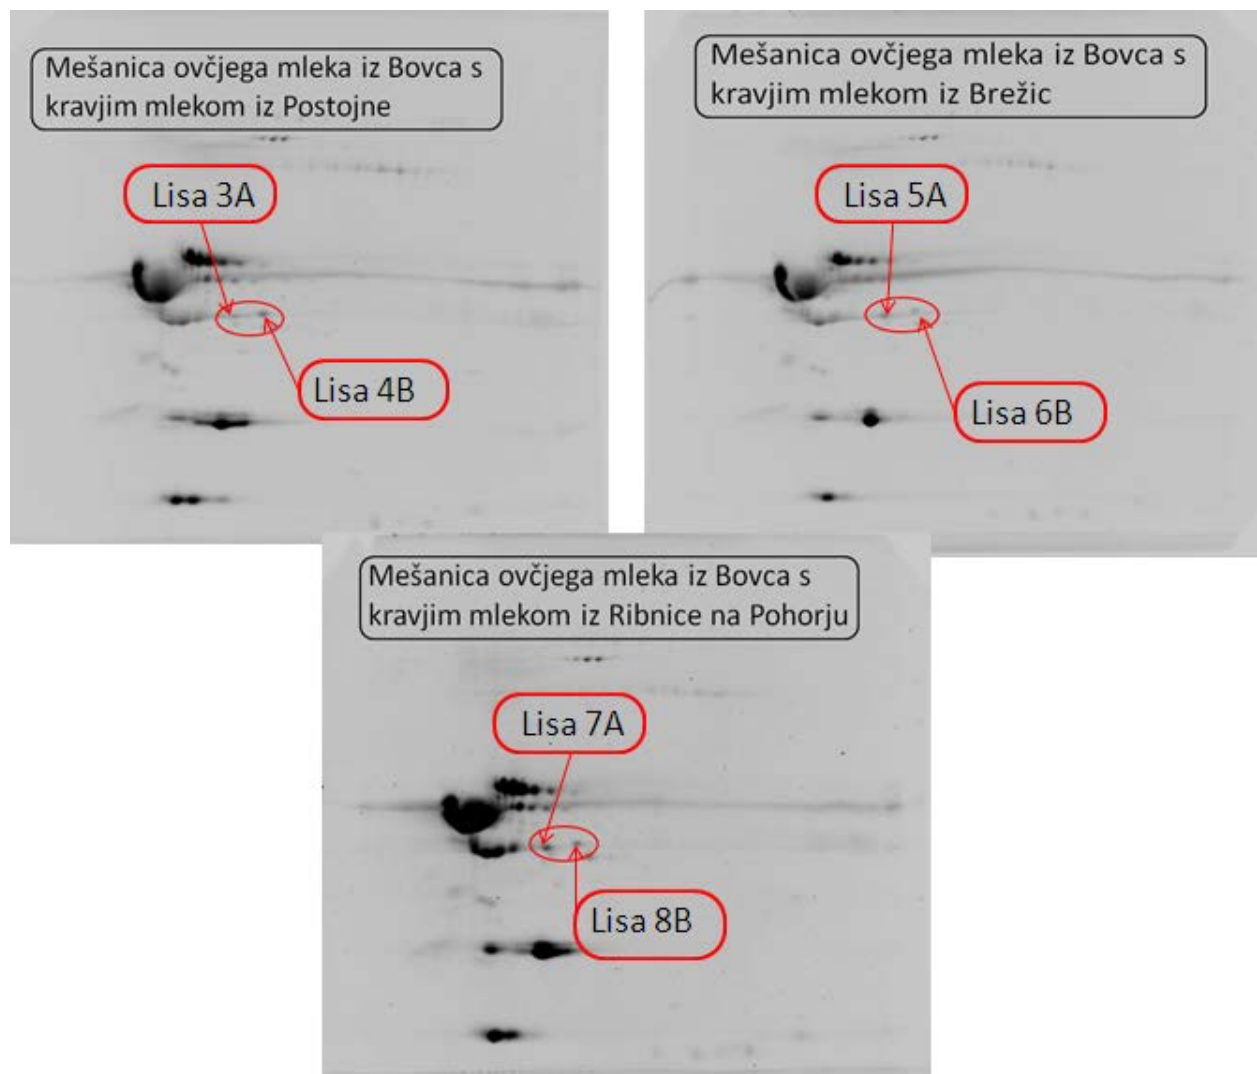 Mešanica ovčjega mleka iz Bovca s
kravjim mlekom iz Postojne
Lisa 3A
Lisa 4B
Mešanica ovčjega mleka iz Bovca s
kravjim mlekom iz Brežic
Lisa 5A
Lisa 6B
Mešanica ovčjega mleka iz Bovca s
kravjim mlekom iz Ribnice na Pohorju
Lisa 7A
Lisa 8B